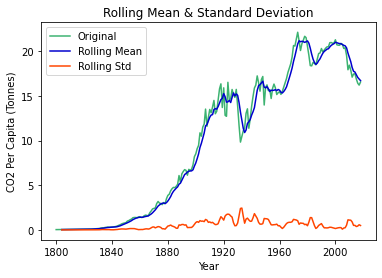 Rolling Mean & Standard Deviation
Original
Rolling Mean
Rolling Std
CO2 Per Capita (Tonnes)
20
15
10
5
0
1800
1840
1880
1920
1960
2000
Year